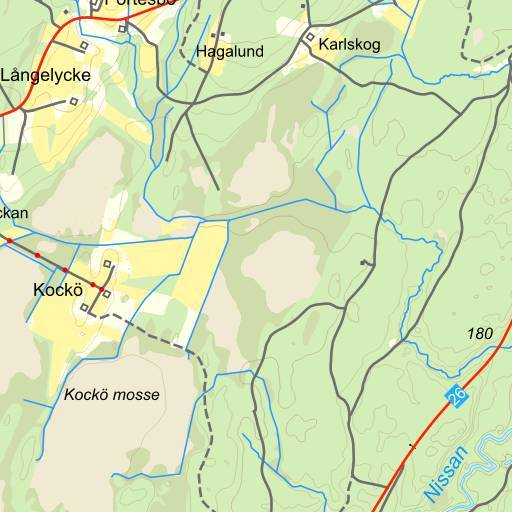 Hagalund
Karlskog
Långelycke
Kockö
180
Kockö mosse
26
Nissan